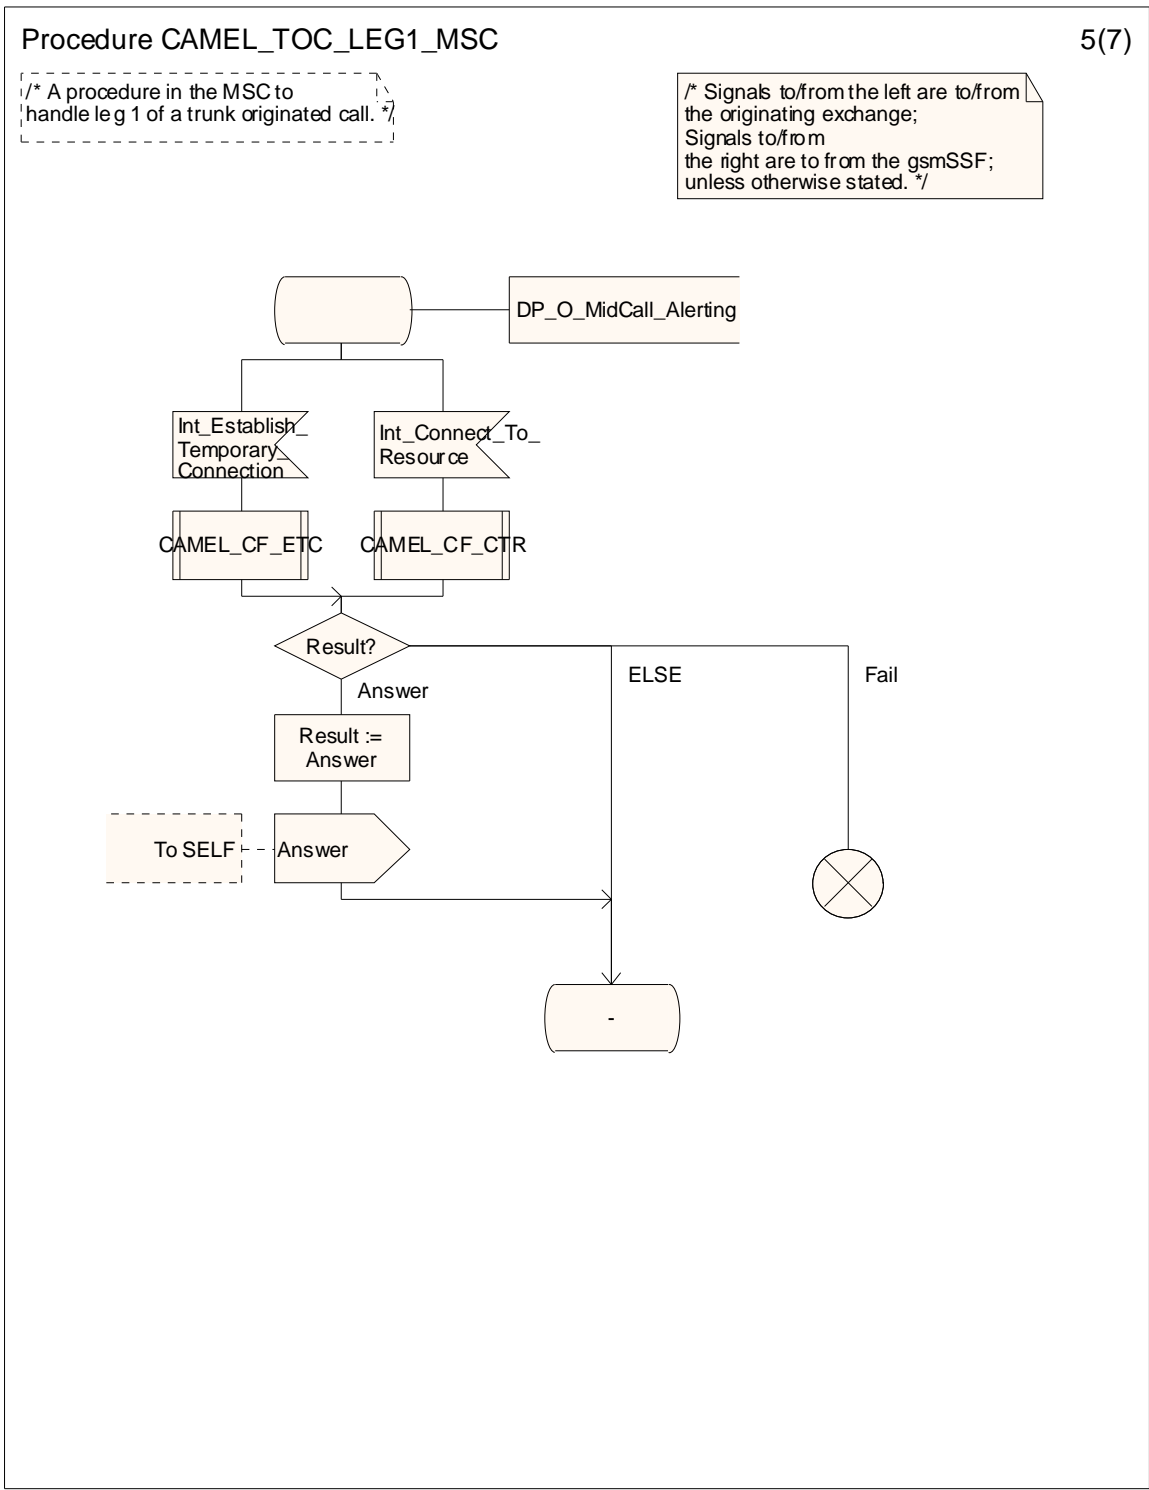 Procedure CAMEL_TOC_LEG1_MSC
5(7)
/* A procedure in the MSC to
handle leg 1 of a trunk originated call. */
/* Signals to/from the left are to/from
the originating exchange;
Signals to/from
the right are to from the gsmSSF;
unless otherwise stated. */
DP_O_MidCall_Alerting
Int_Establish_
Temporary_
Connection
Int_Connect_To_
Resource
CAMEL_CF_ETC
CAMEL_CF_CTR
Result?
ELSE
Fail
Answer
Result :=
Answer
To SELF
Answer
-